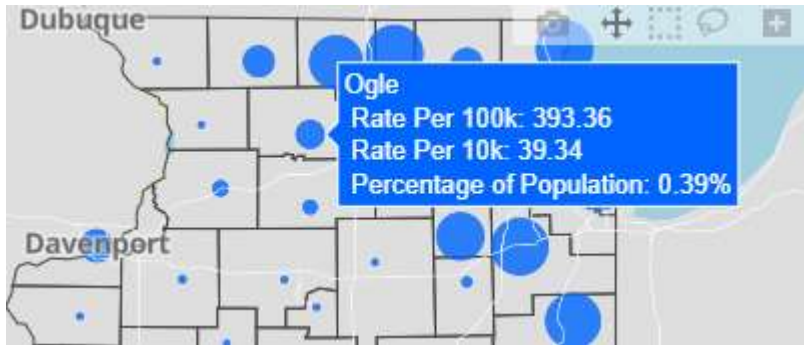 Dubuque
Ogle
Rate Per 100k: 393.36
Rate Per 10k: 39.34
Percentage of Population: 0.39%
Davenport